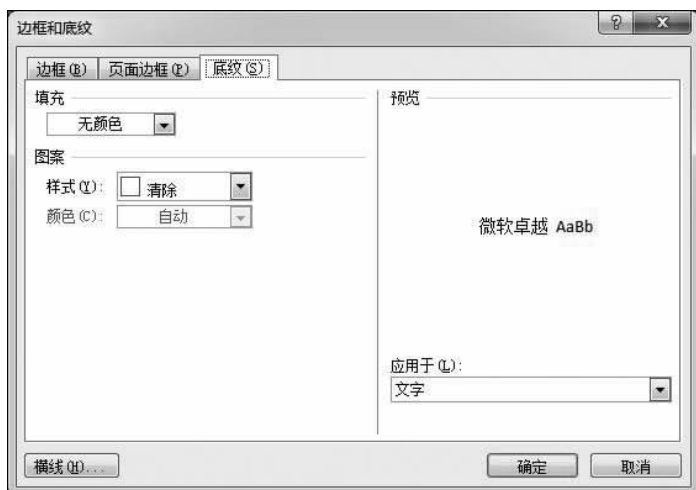 边框和底纹
边框(B) 页面边框(P) 底纹(S)
填充
无颜色
图案
样式(Y): 清除
颜色(C): 自动
预览
微软卓越 AaBb
应用于(L):
文字
横线(H)... 确定 取消